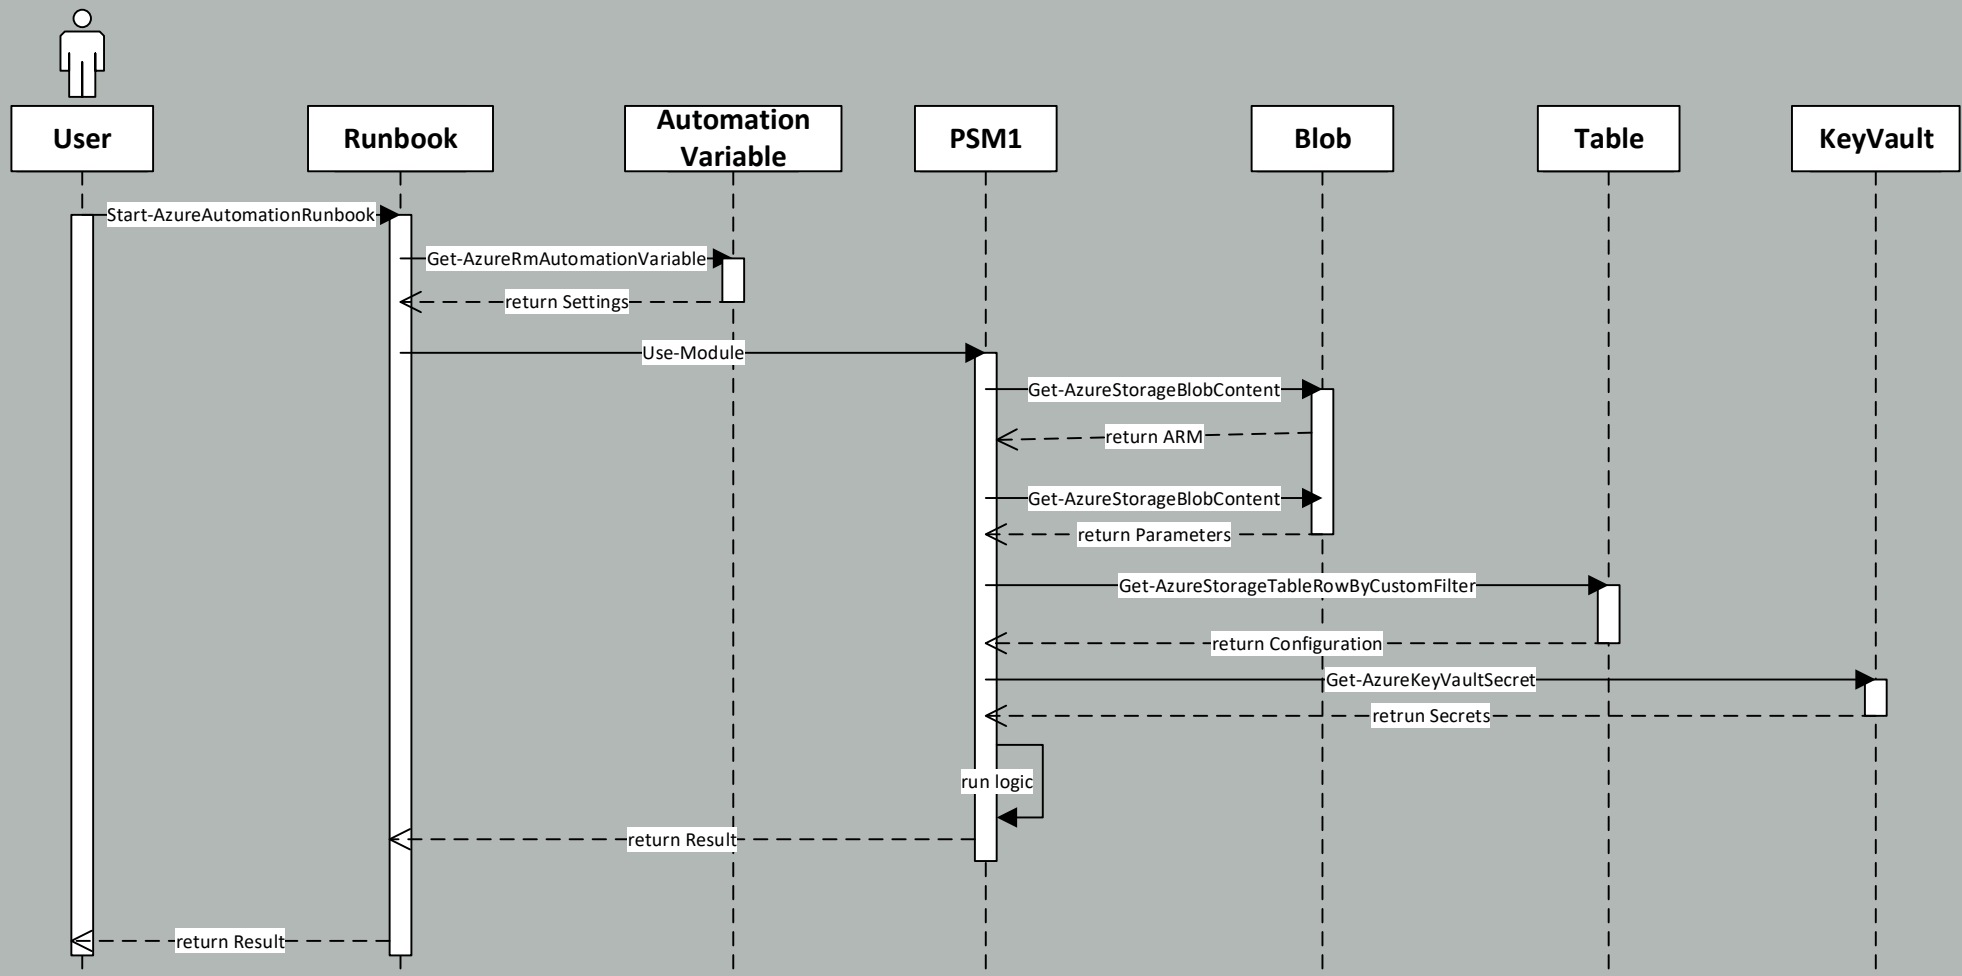 User
Runbook
Automation
Variable
PSM1
Blob
Table
KeyVault
Start-AzureAutomationRunbook
Get-AzureRmAutomationVariable
return Settings
Use-Module
Get-AzureStorageBlobContent
return ARM
Get-AzureStorageBlobContent
return Parameters
Get-AzureStorageTableRowByCustomFilter
return Configuration
Get-AzureKeyVaultSecret
retrun Secrets
run logic
return Result
return Result